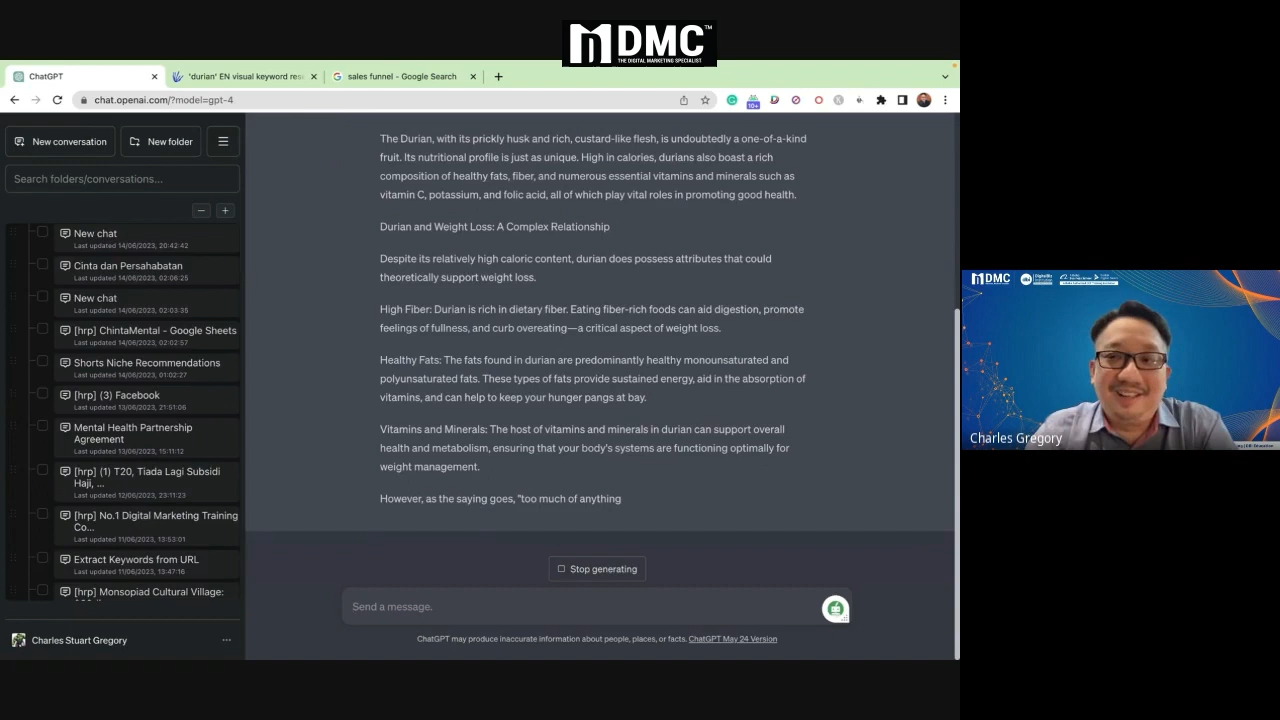 DMC™
THE DIGITAL MARKETING SPECIALIST
ChatGPT
'durian' EN visual keyword res
sales funnel - Google Search
chat.openai.com/?model=gpt-4
10+
New conversation
New folder
Search folders/conversations...
New chat
Last updated 14/06/2023, 20:42:42
Cinta dan Persahabatan
Last updated 14/06/2023, 02:06:25
New chat
Last updated 14/06/2023, 02:03:35
[hrp] ChintaMental - Google Sheets
Last updated 14/06/2023, 02:02:57
Shorts Niche Recommendations
Last updated 14/06/2023, 01:02:27
[hrp] (3) Facebook
Last updated 13/06/2023, 21:51:06
Mental Health Partnership
Agreement
Last updated 13/06/2023, 15:11:12
[hrp] (1) T20, Tiada Lagi Subsidi
Haji, ...
Last updated 12/06/2023, 23:11:23
[hrp] No.1 Digital Marketing Training
Co...
Last updated 11/06/2023, 13:53:01
Extract Keywords from URL
Last updated 11/06/2023, 13:47:16
[hrp] Monsopiad Cultural Village:
Charles Stuart Gregory
The Durian, with its prickly husk and rich, custard-like flesh, is undoubtedly a one-of-a-kind
fruit. Its nutritional profile is just as unique. High in calories, durians also boast a rich
composition of healthy fats, fiber, and numerous essential vitamins and minerals such as
vitamin C, potassium, and folic acid, all of which play vital roles in promoting good health.
Durian and Weight Loss: A Complex Relationship
Despite its relatively high caloric content, durian does possess attributes that could
theoretically support weight loss.
High Fiber: Durian is rich in dietary fiber. Eating fiber-rich foods can aid digestion, promote
feelings of fullness, and curb overeating—a critical aspect of weight loss.
Healthy Fats: The fats found in durian are predominantly healthy monounsaturated and
polyunsaturated fats. These types of fats provide sustained energy, aid in the absorption of
vitamins, and can help to keep your hunger pangs at bay.
Vitamins and Minerals: The host of vitamins and minerals in durian can support overall
health and metabolism, ensuring that your body's systems are functioning optimally for
weight management.
However, as the saying goes, "too much of anything
Stop generating
Send a message.
ChatGPT may produce inaccurate information about people, places, or facts. ChatGPT May 24 Version
DMC
Charles Gregory